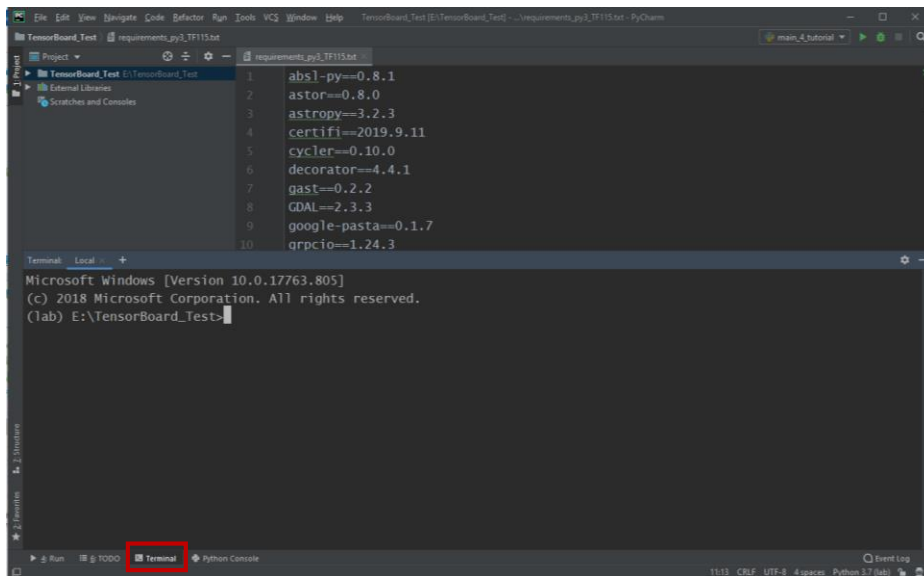 File Edit View Navigate Code Refactor Run Tools VCS Window Help TensorBoard_Test [E:\TensorBoard_Test] - ...\requirements_py3_TF115.txt - PyCharm
TensorBoard_Test requirements_py3_TF115.txt main_4_tutorial
Project requirements_py3_TF115.txt
1: Project
TensorBoard_Test E:\TensorBoard_Test
External Libraries
Scratches and Consoles
1 absl-py==0.8.1
2 astor==0.8.0
3 astropy==3.2.3
4 certifi==2019.9.11
5 cycler==0.10.0
6 decorator==4.4.1
7 gast==0.2.2
8 GDAL==2.3.3
9 google-pasta==0.1.7
10 grpcio==1.24.3
Terminal: Local × +
Microsoft Windows [Version 10.0.17763.805]
(c) 2018 Microsoft Corporation. All rights reserved.
(lab) E:\TensorBoard_Test>
2: Structure
2: Favorites
4: Run 6: TODO Terminal Python Console Event Log
11:13 CRLF UTF-8 4 spaces Python 3.7 (lab)